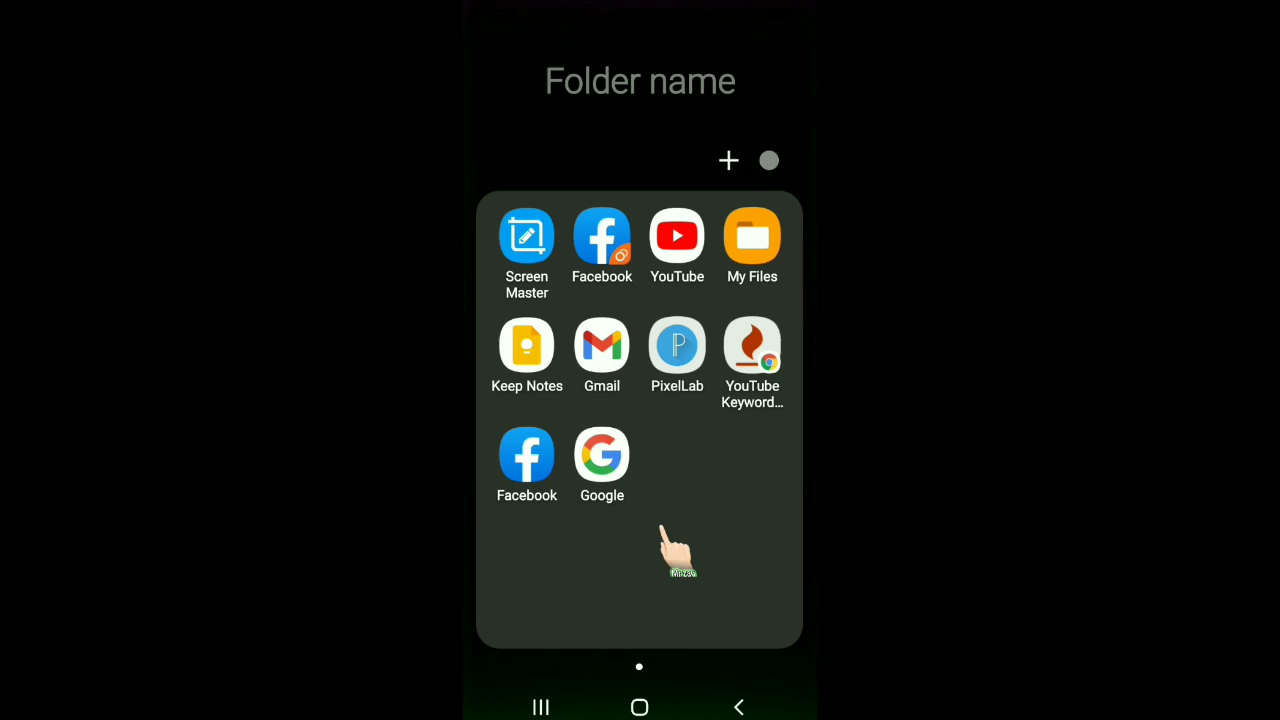 Folder name
Screen Master
Facebook
YouTube
My Files
Keep Notes
Gmail
PixelLab
YouTube Keyword...
Facebook
Google